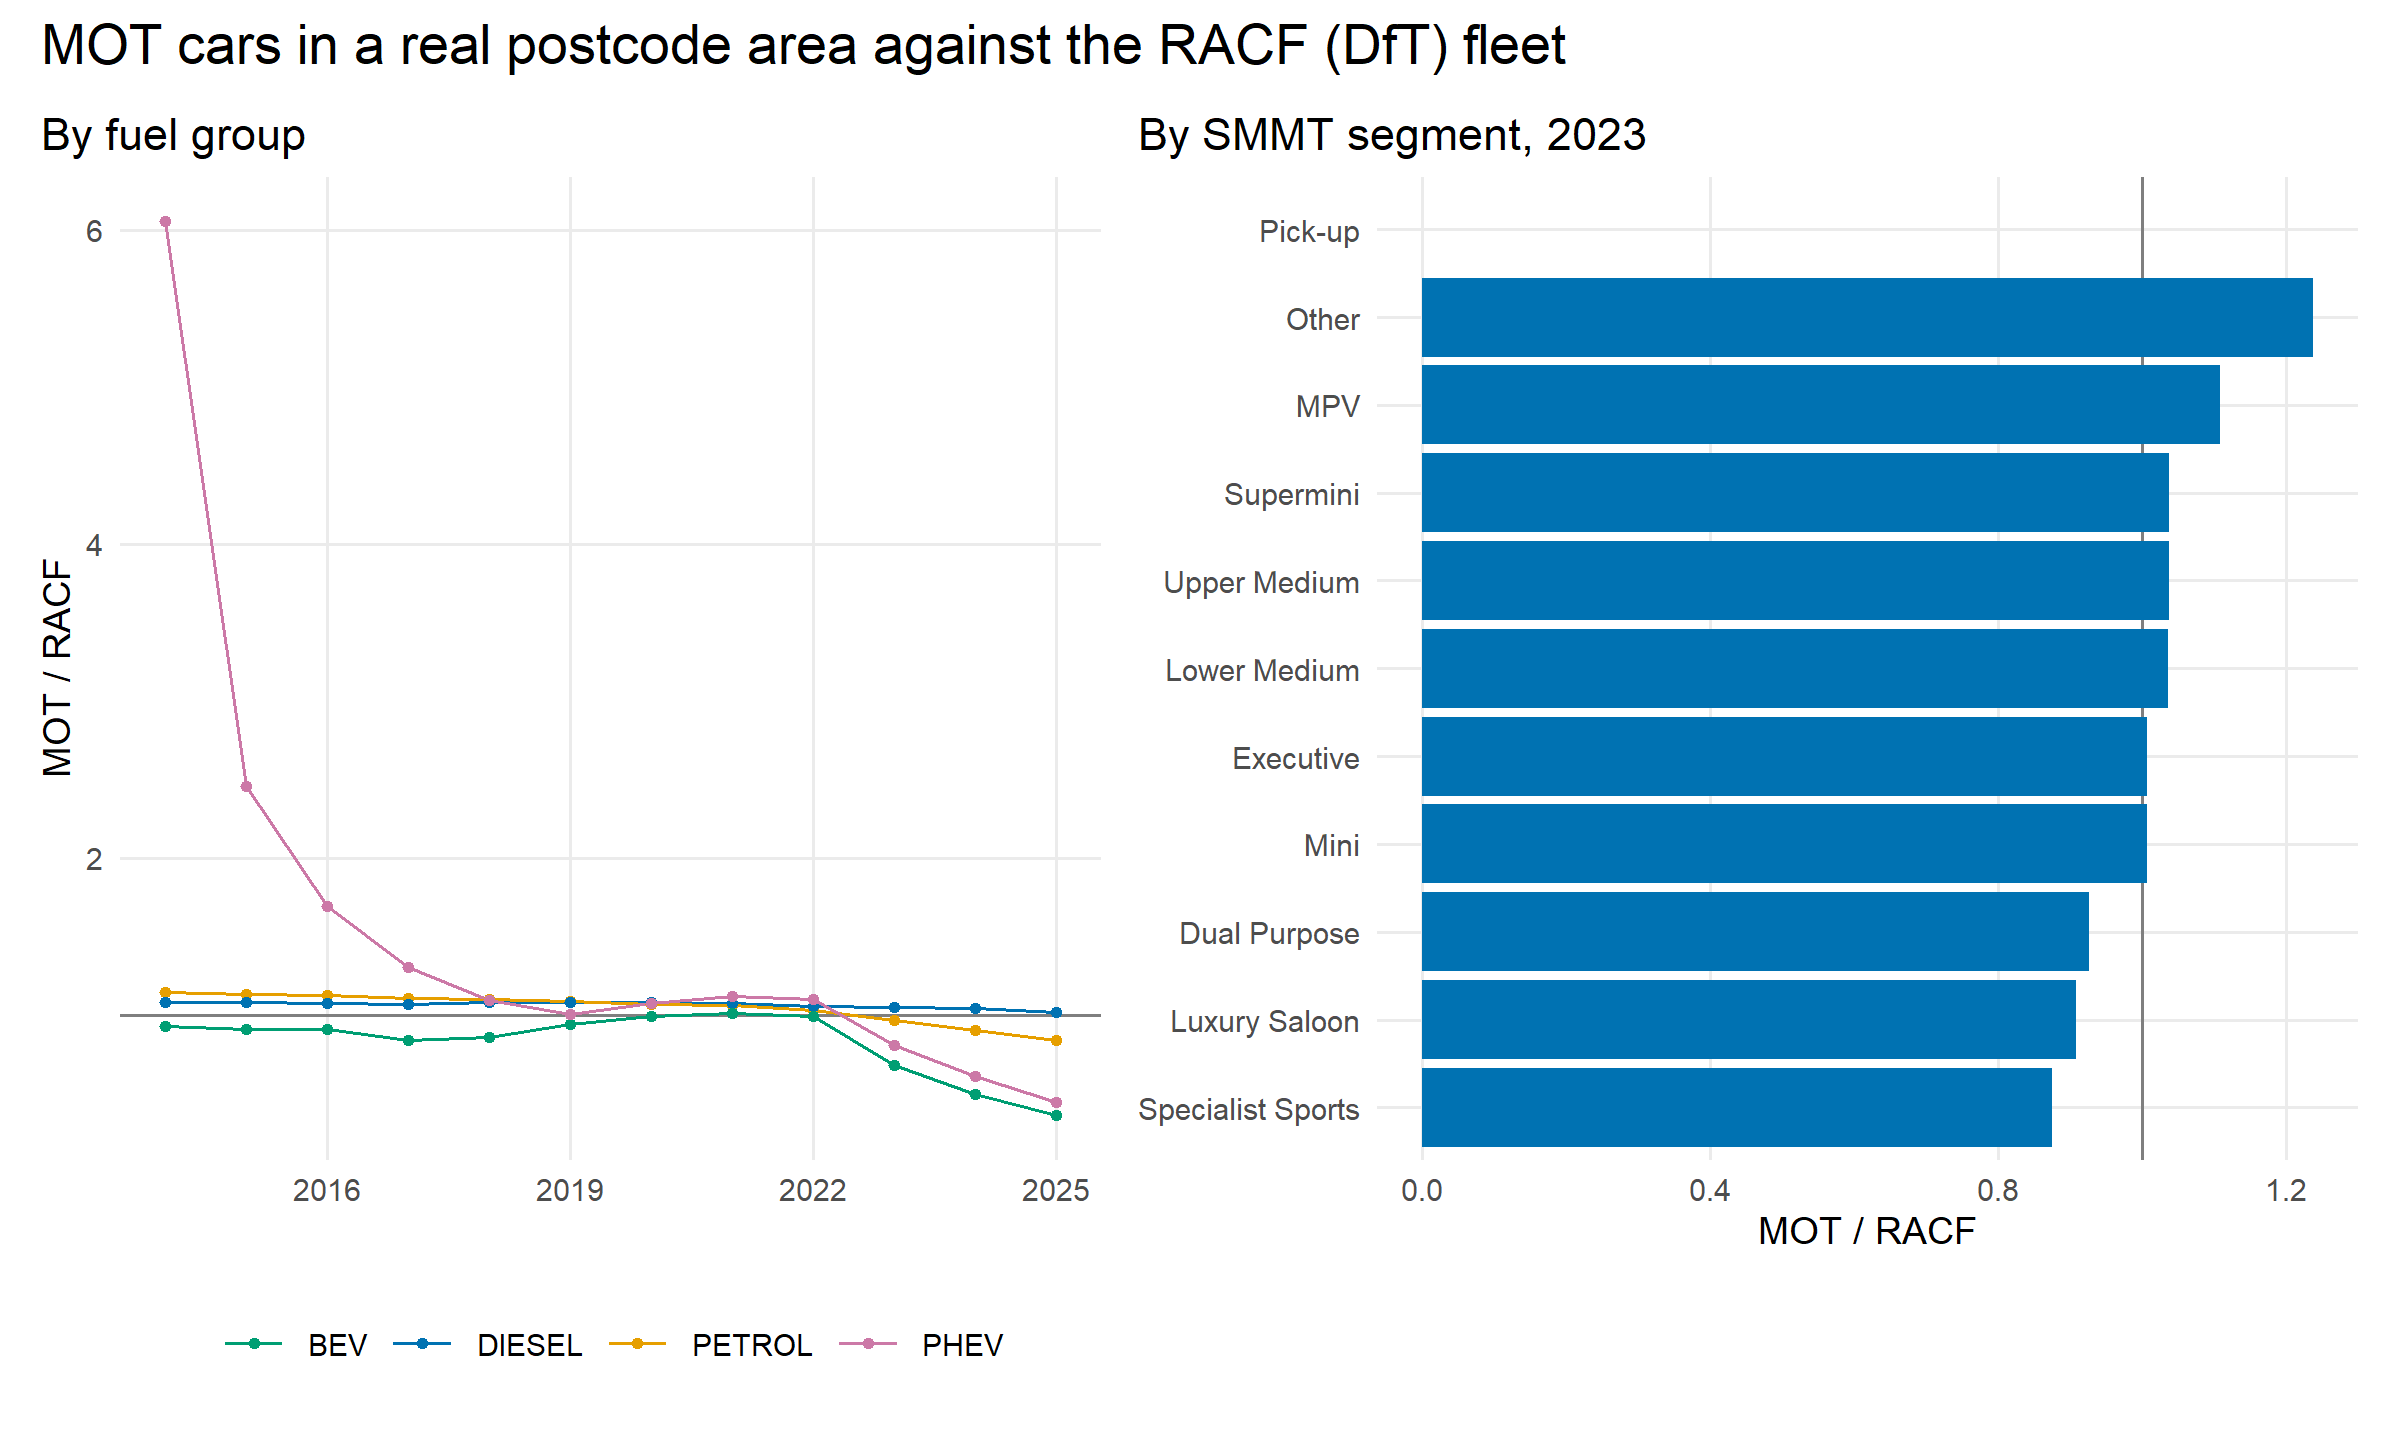 MOT cars in a real postcode area against the RACF (DfT) fleet
By fuel group
MOT / RACF
6
4
2
2016 2019 2022 2025
BEV DIESEL PETROL PHEV
By SMMT segment, 2023
Pick-up
Other
MPV
Supermini
Upper Medium
Lower Medium
Executive
Mini
Dual Purpose
Luxury Saloon
Specialist Sports
0.0 0.4 0.8 1.2
MOT / RACF